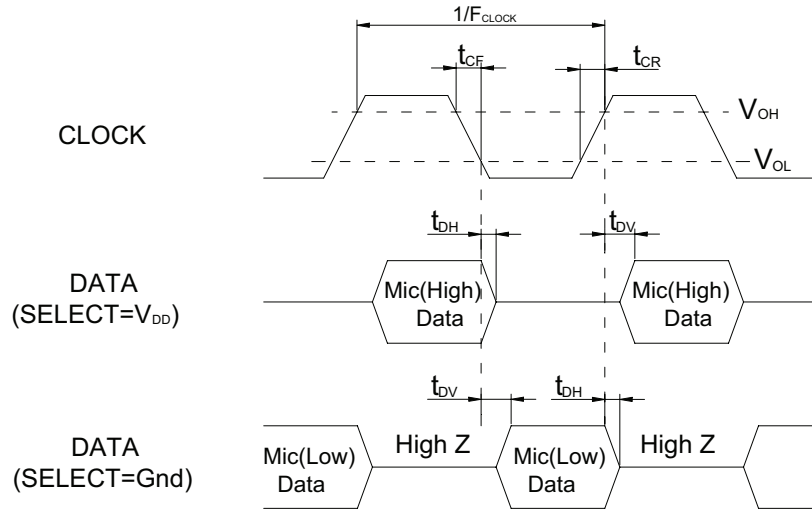 1/FCLOCK
tCF
tCR
CLOCK
VOH
VOL
tDH
tDV
DATA
(SELECT=VDD)
Mic(High)
Data
Mic(High)
Data
tDV
tDH
DATA
(SELECT=Gnd)
Mic(Low)
Data
High Z
Mic(Low)
Data
High Z